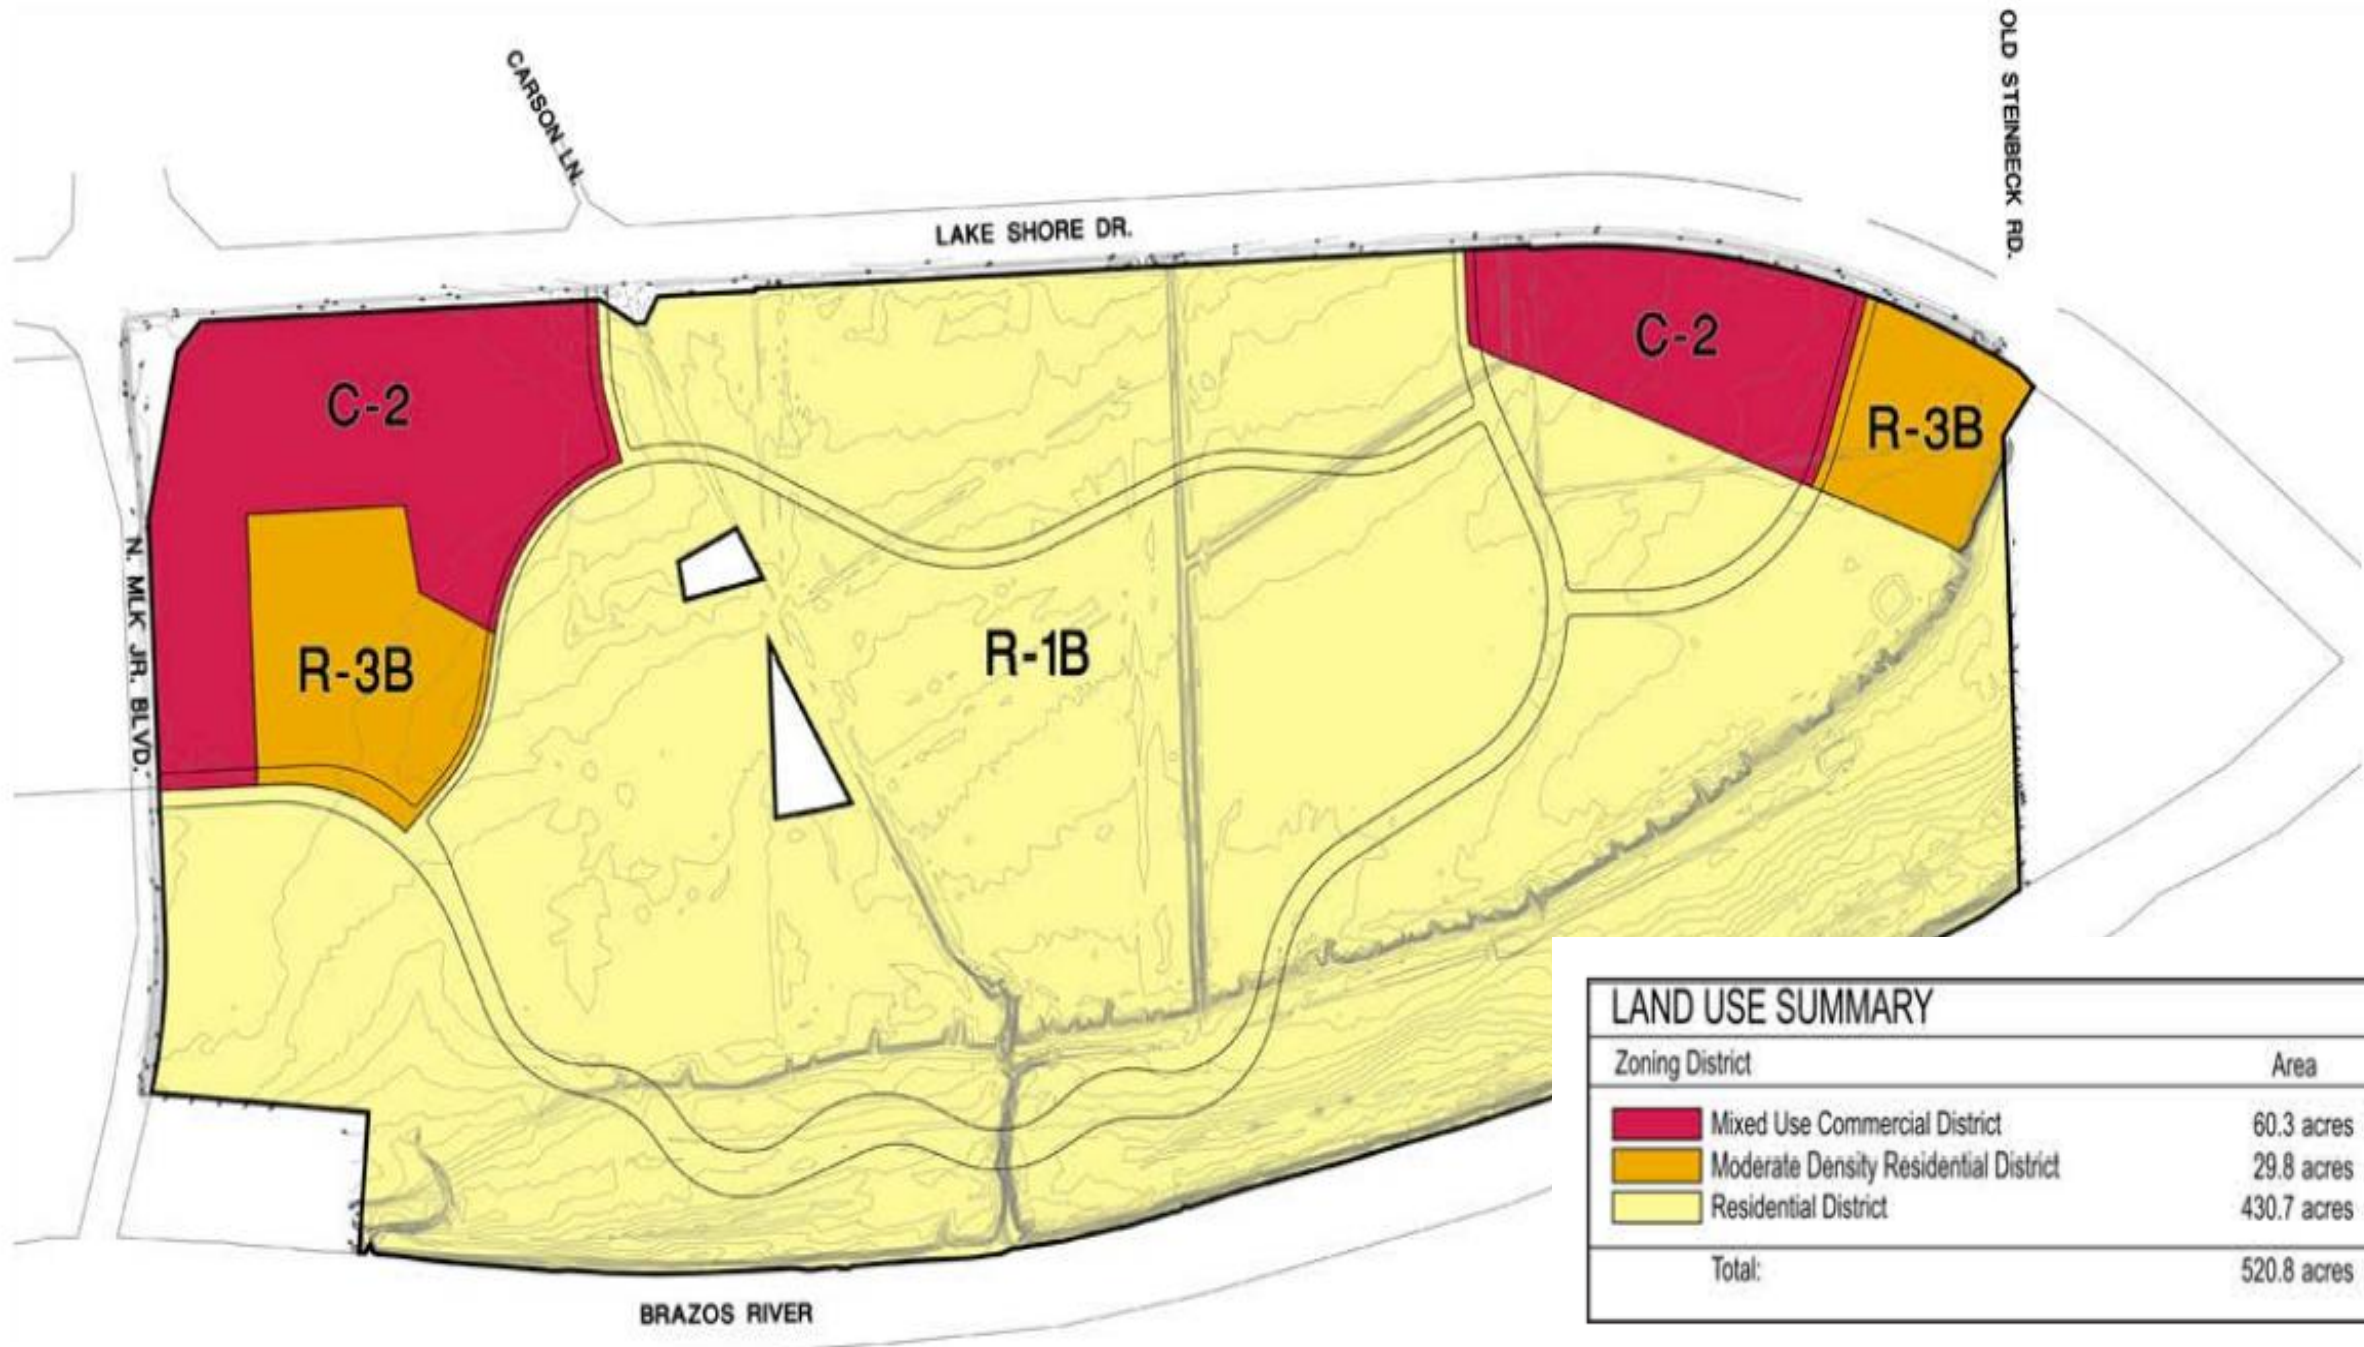 CARSON LN.
OLD STEINBECK RD.
LAKE SHORE DR.
C-2
C-2
R-3B
N. MLK JR. BLVD.
R-3B
R-1B
BRAZOS RIVER
LAND USE SUMMARY
Zoning District Area
Mixed Use Commercial District 60.3 acres
Moderate Density Residential District 29.8 acres
Residential District 430.7 acres
Total: 520.8 acres